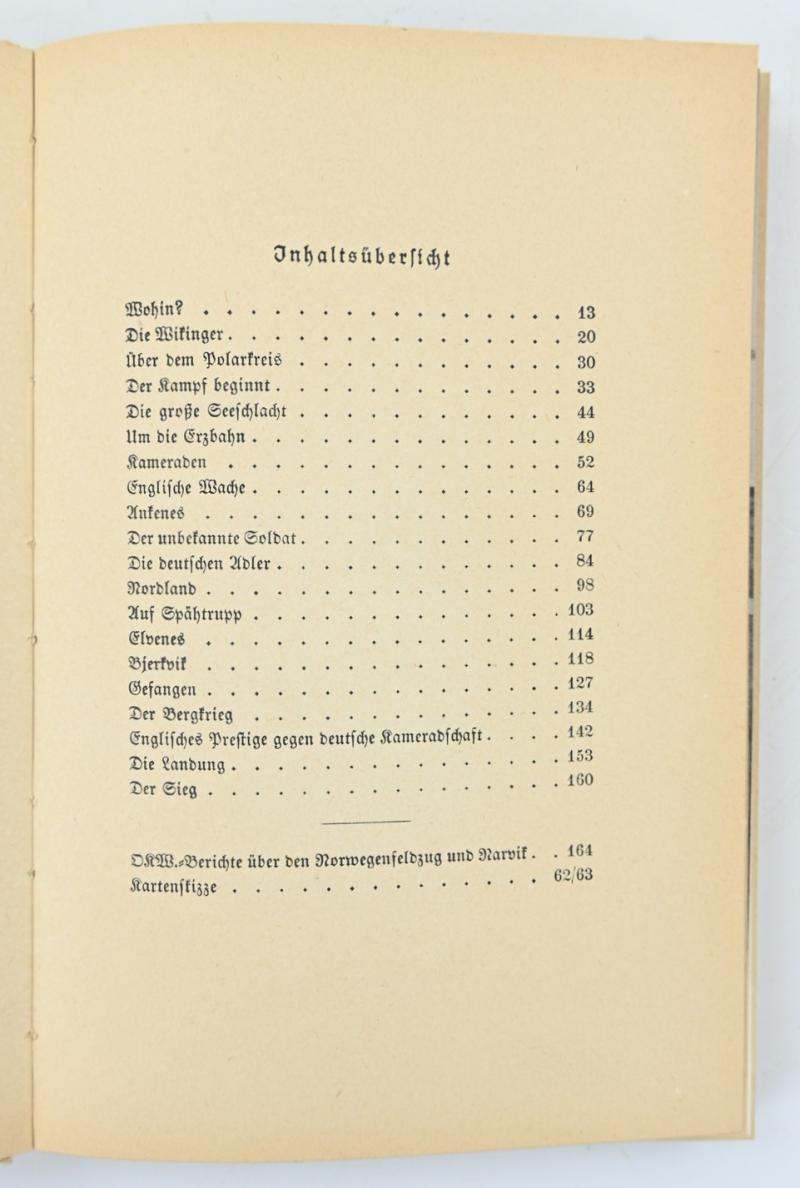 Inhaltsübersicht
Wohin? . . . . . . . . . . . . . . . . 13
Die Wikinger . . . . . . . . . . . . . . . 20
Über dem Polarkreis . . . . . . . . . . . . 30
Der Kampf beginnt . . . . . . . . . . . . . 33
Die große Seeschlacht . . . . . . . . . . . . 44
Um die Erzbahn . . . . . . . . . . . . . . 49
Kameraden . . . . . . . . . . . . . . . 52
Englische Wache . . . . . . . . . . . . . . 64
Ankenes . . . . . . . . . . . . . . . . 69
Der unbekannte Soldat . . . . . . . . . . . . 77
Die deutschen Adler . . . . . . . . . . . . . 84
Nordland . . . . . . . . . . . . . . . . 98
Auf Spähtrupp . . . . . . . . . . . . . . 103
Elvenes . . . . . . . . . . . . . . . . 114
Bjerkvik . . . . . . . . . . . . . . . . 118
Gefangen . . . . . . . . . . . . . . . . 127
Der Bergkrieg . . . . . . . . . . . . . . 134
Englisches Prestige gegen deutsche Kameradschaft . . . . 142
Die Landung . . . . . . . . . . . . . . . 153
Der Sieg . . . . . . . . . . . . . . . . 160
OKW.-Berichte über den Norwegenfeldzug und Narvik . . 164
Kartenskizze . . . . . . . . . . . . . . 62/63